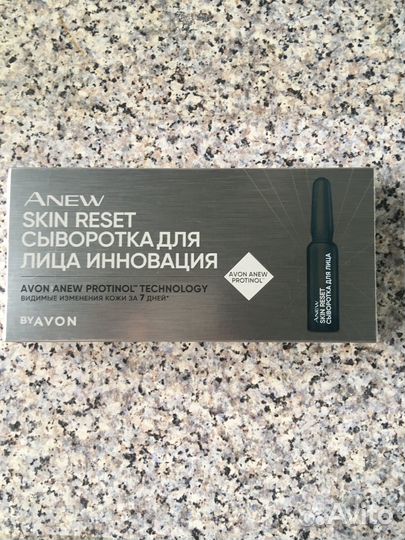 ANEW
SKIN RESET
СЫВОРОТКА ДЛЯ
ЛИЦА ИННОВАЦИЯ
AVON ANEW PROTINOL™ TECHNOLOGY
ВИДИМЫЕ ИЗМЕНЕНИЯ КОЖИ ЗА 7 ДНЕЙ*
BY AVON
AVON ANEW
PROTINOL™
ANEW
SKIN RESET
СЫВОРОТКА ДЛЯ ЛИЦА
Avito